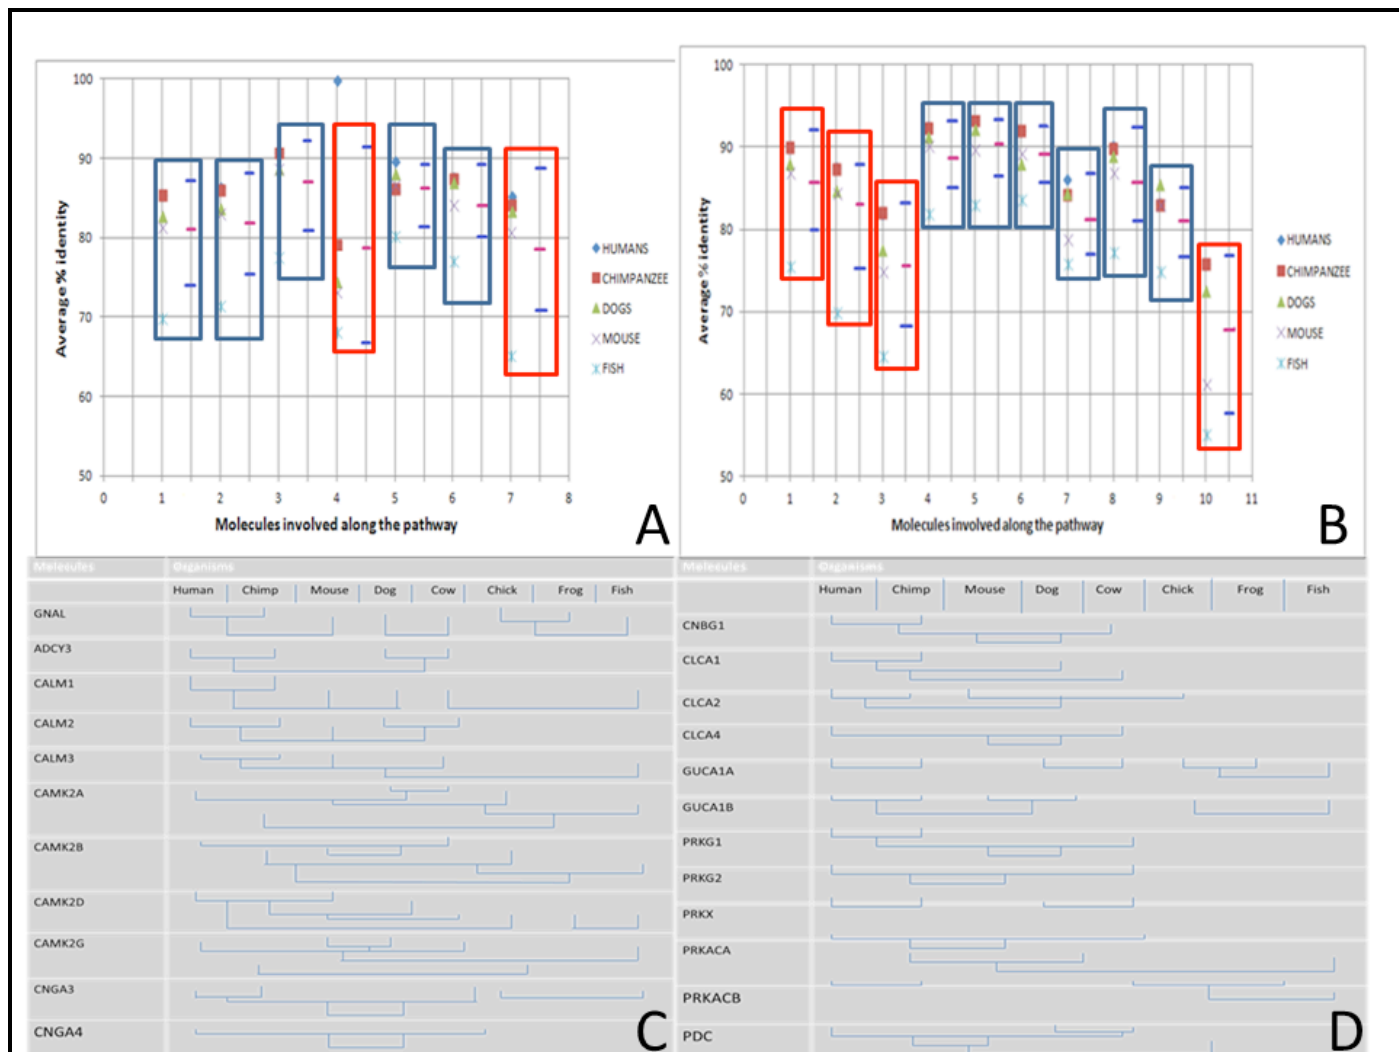 100
90
80
70
60
50
0 1 2 3 4 5 6 7 8
Average % identity
Molecules involved along the pathway
HUMANS
CHIMPANZEE
DOGS
MOUSE
FISH
A
100
90
80
70
60
50
0 1 2 3 4 5 6 7 8 9 10 11
Average % identity
Molecules involved along the pathway
HUMANS
CHIMPANZEE
DOGS
MOUSE
FISH
B
Molecules Organisms
Human Chimp Mouse Dog Cow Chick Frog Fish
GNAL
ADCY3
CALM1
CALM2
CALM3
CAMK2A
CAMK2B
CAMK2D
CAMK2G
CNGA3
CNGA4
C
Molecules Organisms
Human Chimp Mouse Dog Cow Chick Frog Fish
CNBG1
CLCA1
CLCA2
CLCA4
GUCA1A
GUCA1B
PRKG1
PRKG2
PRKX
PRKACA
PRKACB
PDC
D